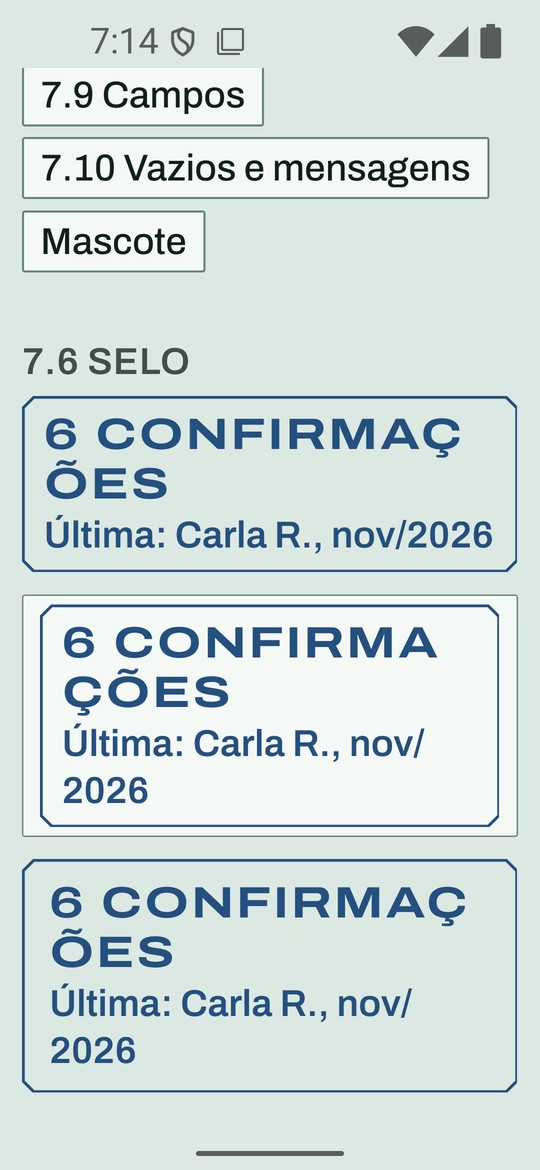 7:14
7.9 Campos
7.10 Vazios e mensagens
Mascote
7.6 SELO
6 CONFIRMAÇ
ÕES
Última: Carla R., nov/2026
6 CONFIRMA
ÇÕES
Última: Carla R., nov/
2026
6 CONFIRMAÇ
ÕES
Última: Carla R., nov/
2026